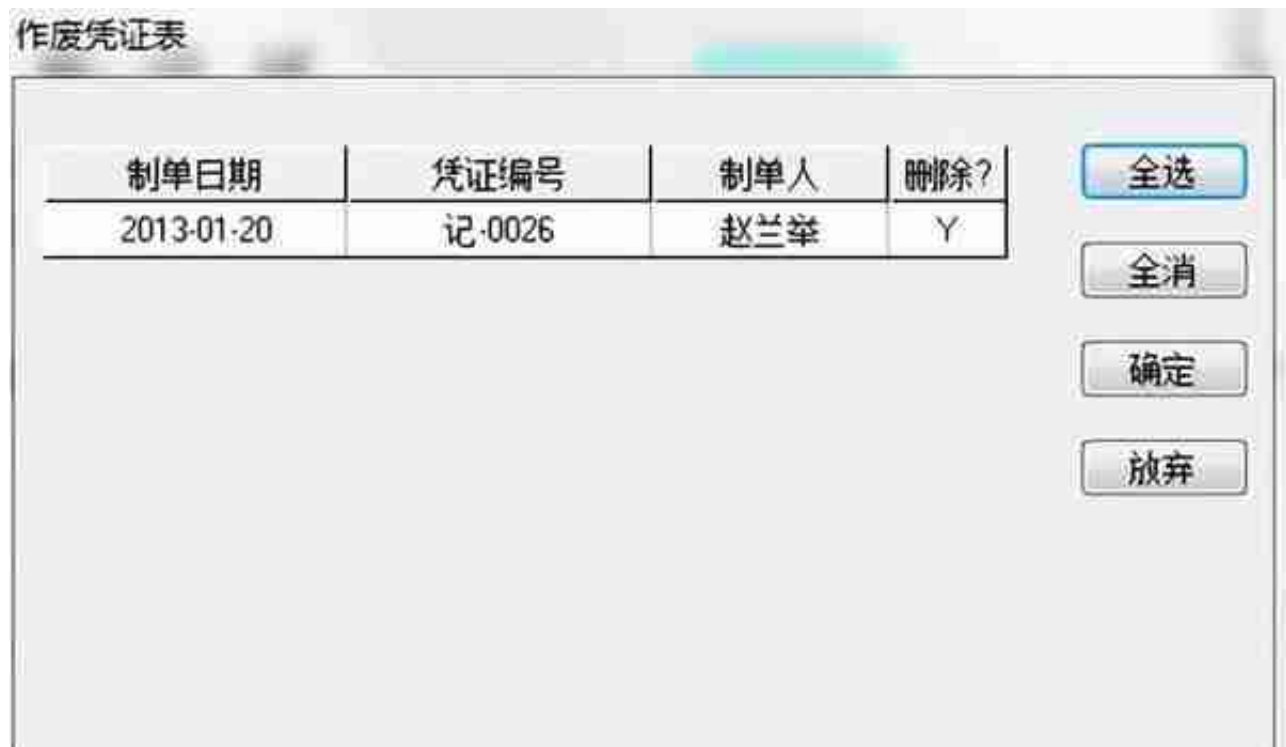 作废凭证表
制单日期 凭证编号 制单人 删除?
2013-01-20 记-0026 赵兰举 Y
全选
全消
确定
放弃